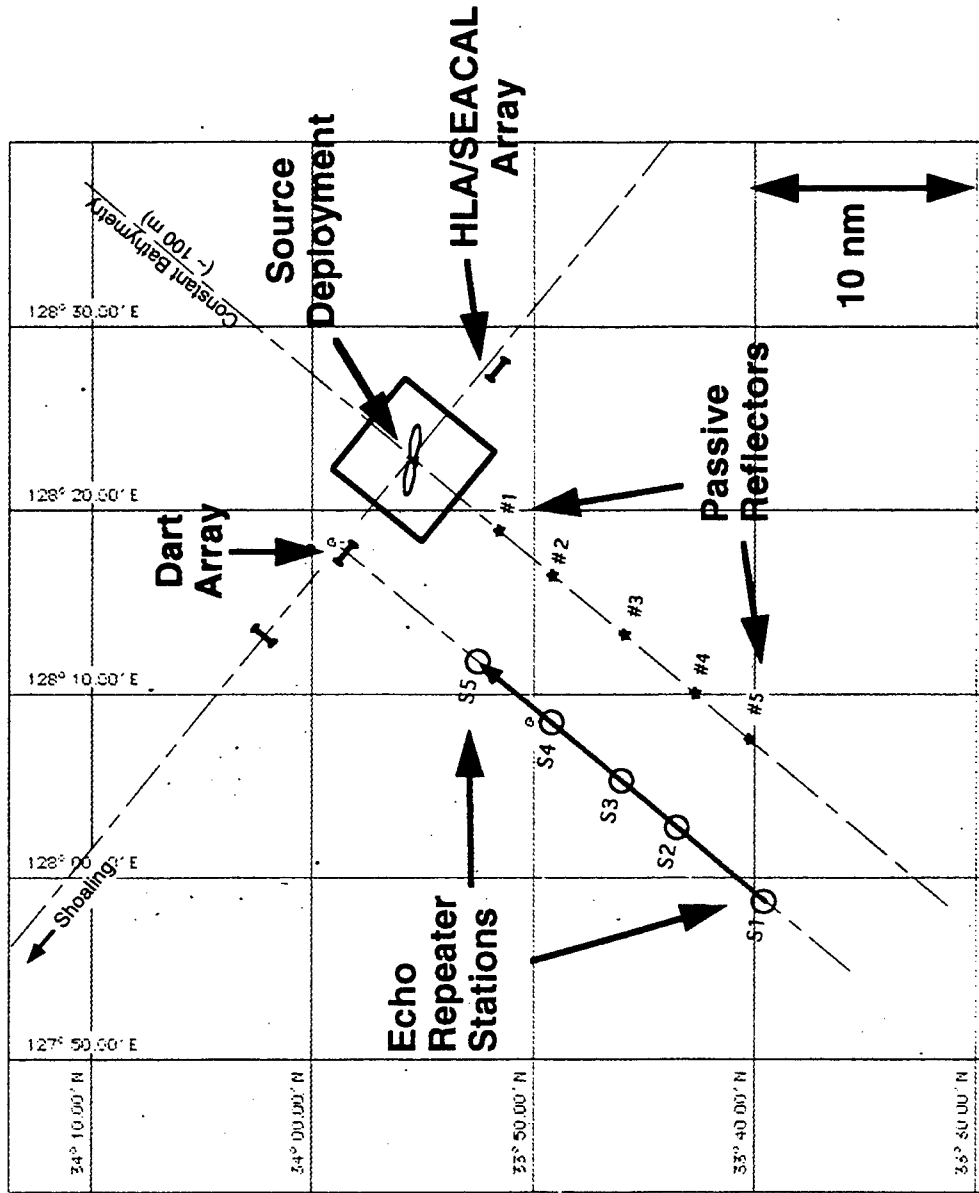 Constant Bathymetry
(~ 100 m)
Source
Deployment
HLA/SEACAL
Array
Dart
Array
10 nm
Passive
Reflectors
Echo
Repeater
Stations
Shoaling
#1
#2
#3
#4
#5
S5
S4
S3
S2
S1
128° 30.00' E
128° 20.00' E
128° 10.00' E
128° 00.00' E
127° 50.00' E
34° 10.00' N
34° 00.00' N
33° 50.00' N
33° 40.00' N
33° 30.00' N